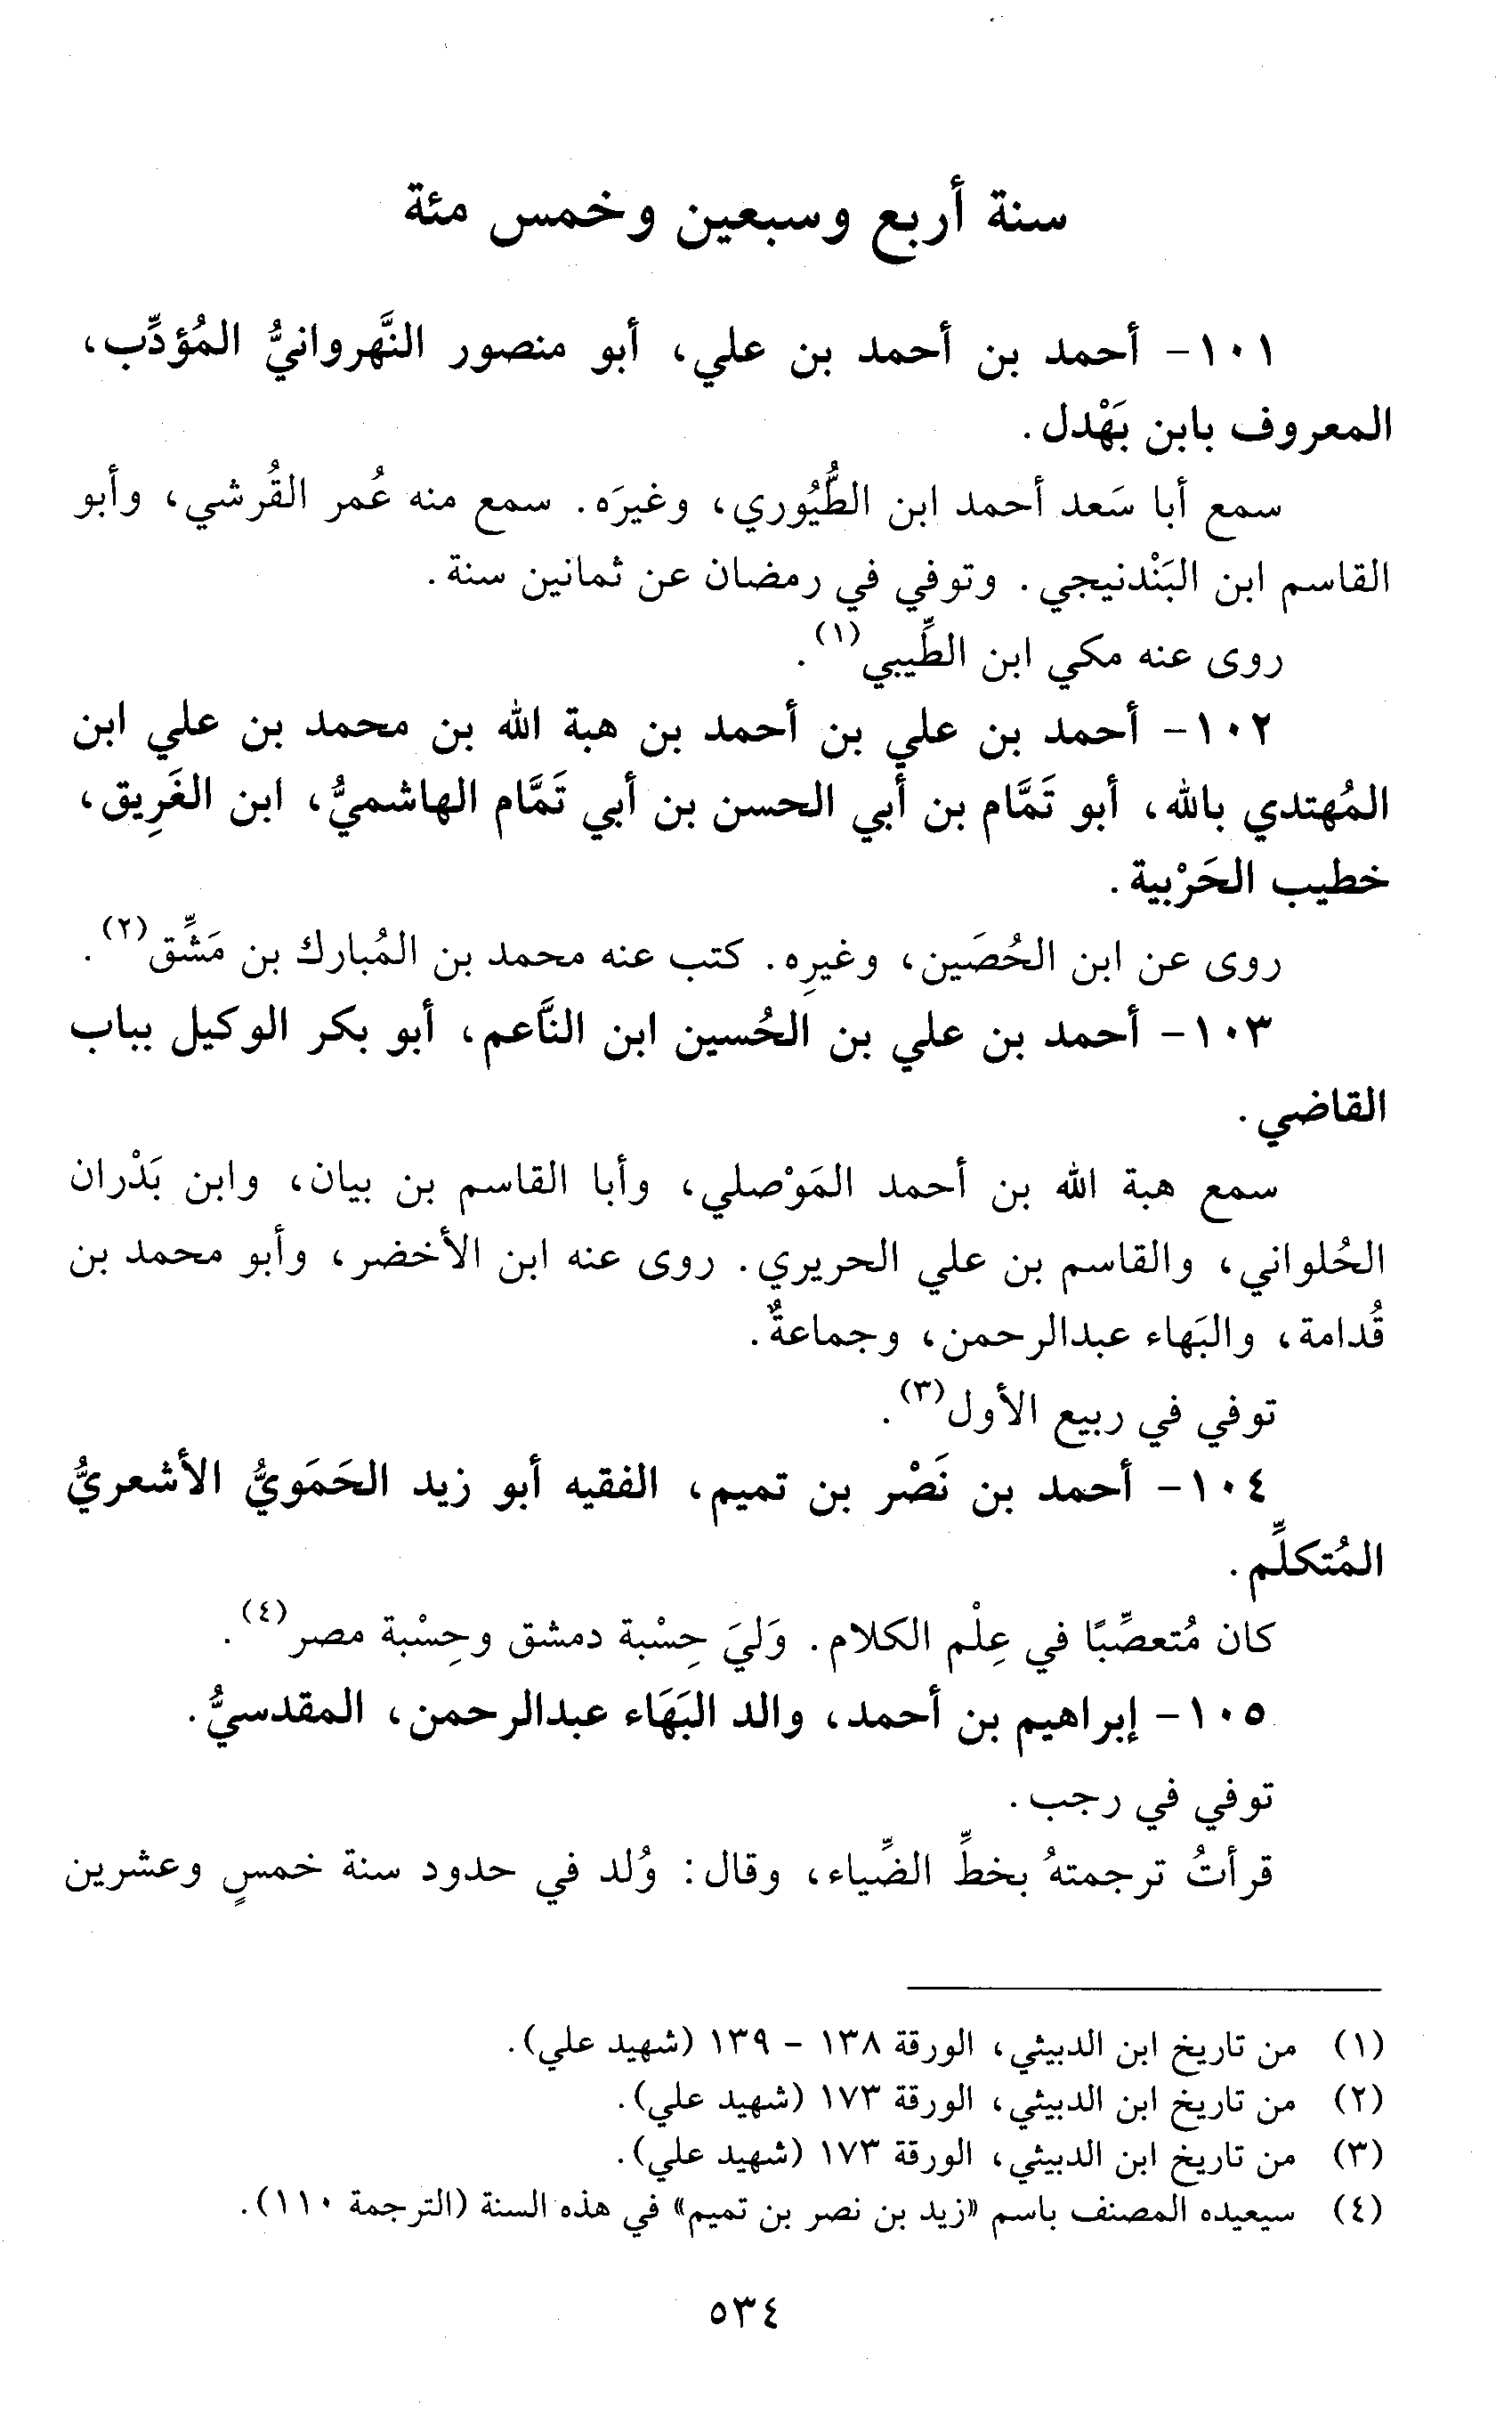 سنة أربع وسبعين وخمس مئة
١٠١- أحمد بن أحمد بن علي، أبو منصور النَّهروانيُّ المُؤدِّب،
المعروف بابن بَهْدل.
سمع أبا سَعد أحمد ابن الطُّيُوري، وغيرَه. سمع منه عُمر القُرشي، وأبو
القاسم ابن البَنْدنيجي. وتوفي في رمضان عن ثمانين سنة.
روى عنه مكي ابن الطِّيبي(١).
١٠٢- أحمد بن علي بن أحمد بن هبة الله بن محمد بن علي ابن
المُهتدي بالله، أبو تَمَّام بن أبي الحسن بن أبي تَمَّام الهاشميُّ، ابن الغَرِيق،
خطيب الحَرْبية.
روى عن ابن الحُصَين، وغيرِه. كتب عنه محمد بن المُبارك بن مَشِّق(٢).
١٠٣- أحمد بن علي بن الحُسين ابن النَّاعم، أبو بكر الوكيل بباب
القاضي.
سمع هبة الله بن أحمد المَوْصلي، وأبا القاسم بن بيان، وابن بَدْران
الحُلواني، والقاسم بن علي الحريري. روى عنه ابن الأخضر، وأبو محمد بن
قُدامة، والبَهاء عبدالرحمن، وجماعةٌ.
توفي في ربيع الأول(٣).
١٠٤- أحمد بن نَصْر بن تميم، الفقيه أبو زيد الحَمَويُّ الأشعريُّ
المُتكلِّم.
كان مُتعصِّبًا في عِلْم الكلام. وَليَ حِسْبة دمشق وحِسْبة مصر(٤).
١٠٥- إبراهيم بن أحمد، والد البَهَاء عبدالرحمن، المقدسيُّ.
توفي في رجب.
قرأتُ ترجمتهُ بخطِّ الضِّياء، وقال: وُلد في حدود سنة خمسٍ وعشرين
(١) من تاريخ ابن الدبيثي، الورقة ١٣٨ - ١٣٩ (شهيد علي).
(٢) من تاريخ ابن الدبيثي، الورقة ١٧٣ (شهيد علي).
(٣) من تاريخ ابن الدبيثي، الورقة ١٧٣ (شهيد علي).
(٤) سيعيده المصنف باسم «زيد بن نصر بن تميم» في هذه السنة (الترجمة ١١٠).
٥٣٤